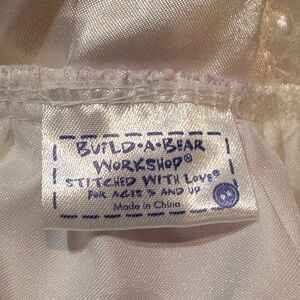 BUILD-A-BEAR
WORKSHOP®
STITCHED WITH LOVE®
FOR AGES 3 AND UP
Made in China